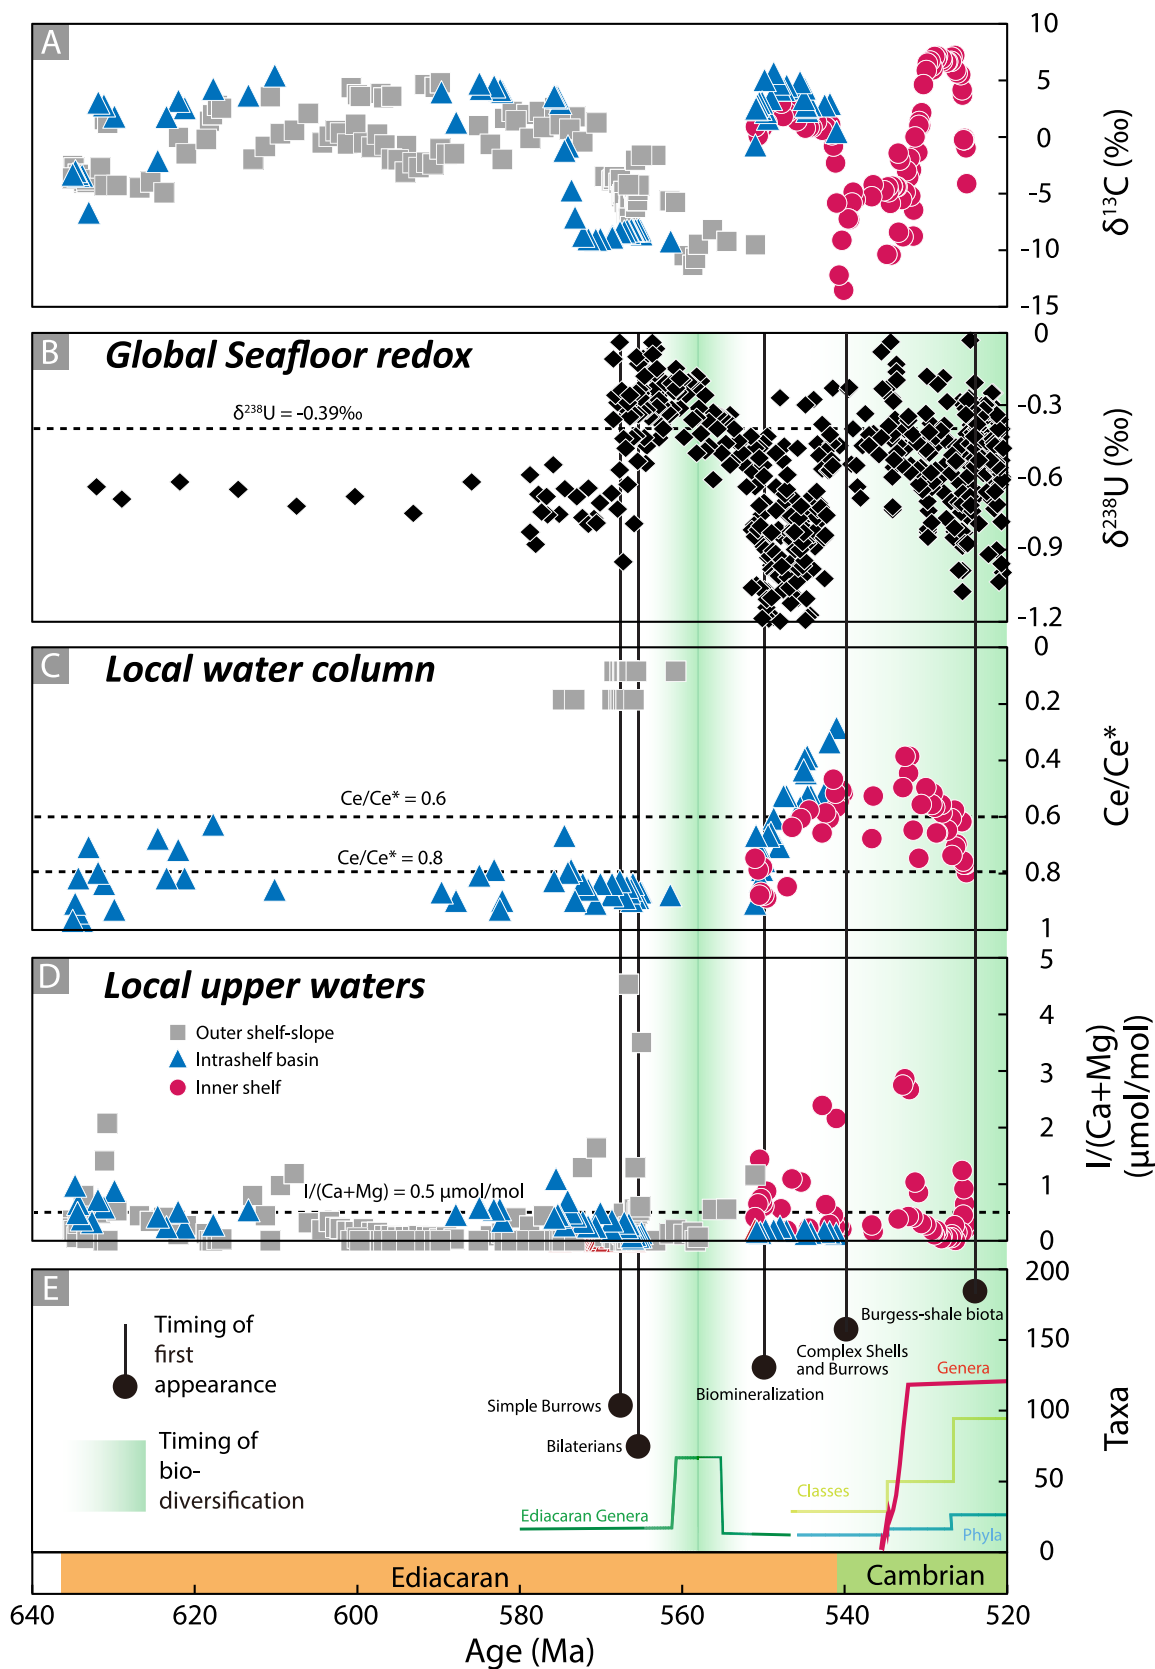 A
10
5
0
-5
-10
-15
δ13C (‰)
B
Global Seafloor redox
δ238U = -0.39‰
0
-0.3
-0.6
-0.9
-1.2
δ238U (‰)
C
Local water column
Ce/Ce* = 0.6
Ce/Ce* = 0.8
0
0.2
0.4
0.6
0.8
1
Ce/Ce*
D
Local upper waters
Outer shelf-slope
Intrashelf basin
Inner shelf
I/(Ca+Mg) = 0.5 μmol/mol
5
4
3
2
1
0
I/(Ca+Mg)
(μmol/mol)
E
Timing of
first
appearance
Timing of
bio-
diversification
Simple Burrows
Bilaterians
Biomineralization
Complex Shells
and Burrows
Burgess-shale biota
Genera
Classes
Phyla
Ediacaran Genera
200
150
100
50
0
Taxa
Ediacaran
Cambrian
640
620
600
580
560
540
520
Age (Ma)